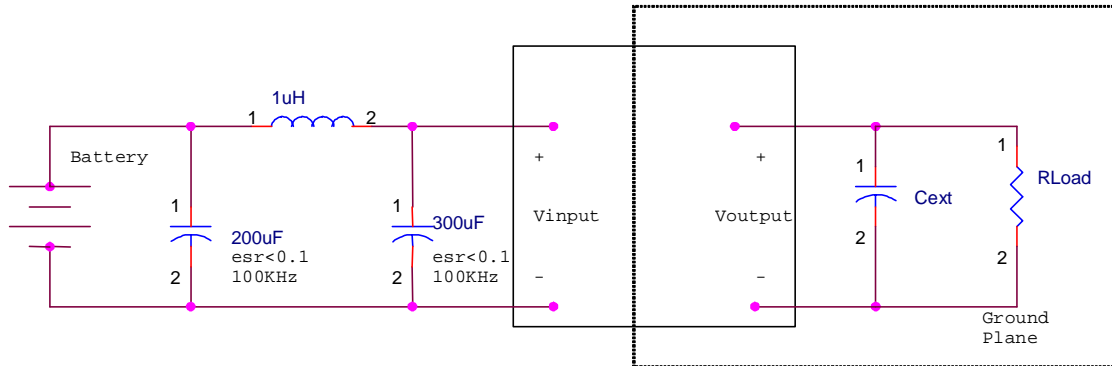 1uH
1
2
Battery
+
+
1
1
RLoad
1
1
300uF
Cext
Vinput
Voutput
200uF
esr<0.1
esr<0.1
2
2
100KHz
2
100KHz
2
-
-
Ground
Plane